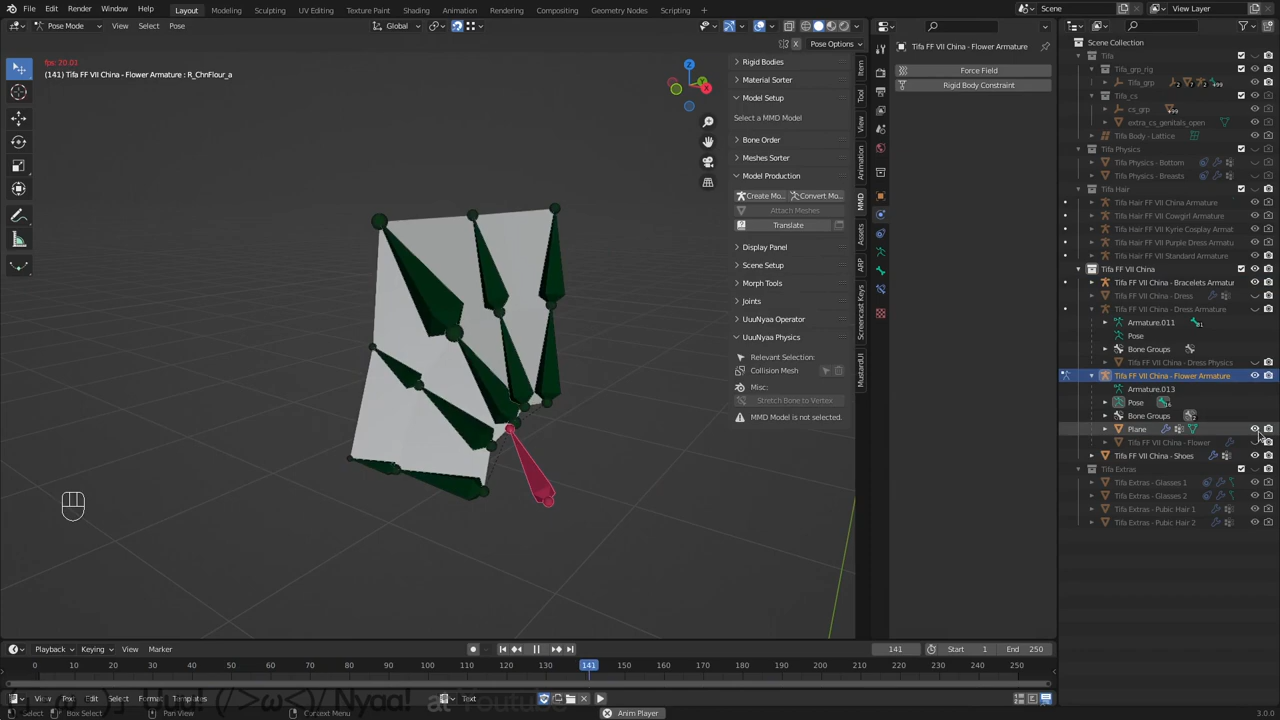 File Edit Render Window Help Layout Modeling Sculpting UV Editing Texture Paint Shading Animation Rendering Compositing Geometry Nodes Scripting Scene View Layer
Pose Mode View Select Pose Global
Pose Options
fps: 20.01
(141) Tifa FF VII China - Flower Armature : R_ChnFlour_a
Z
Y
X
Rigid Bodies
Material Sorter
Model Setup
Select a MMD Model
Bone Order
Meshes Sorter
Model Production
Create Mo... Convert Mo...
Attach Meshes
Translate
Display Panel
Scene Setup
Morph Tools
Joints
UuuNyaa Operator
UuuNyaa Physics
Relevant Selection:
Collision Mesh
Misc:
Stretch Bone to Vertex
MMD Model is not selected.
Item
Tool
View
Animation
MMD
Assets
ARP
Screencast Keys
MustardUI
Tifa FF VII China - Flower Armature
Force Field
Rigid Body Constraint
Scene Collection
Tifa
Tifa_grp_rig
Tifa_grp
Tifa_cs
cs_grp
extra_cs_genitals_open
Tifa Body - Lattice
Tifa Physics
Tifa Physics - Bottom
Tifa Physics - Breasts
Tifa Hair
Tifa Hair FF VII China Armature
Tifa Hair FF VII Cowgirl Armature
Tifa Hair FF VII Kyrie Cosplay Armat
Tifa Hair FF VII Purple Dress Armatu
Tifa Hair FF VII Standard Armature
FF VII China
Tifa FF VII China - Bracelets Armatur
Tifa FF VII China - Dress
Tifa FF VII China - Dress Armature
Armature.011
Pose
Bone Groups
Tifa FF VII China - Dress Physics
Tifa FF VII China - Flower Armature
Armature.013
Pose
Bone Groups
Plane
Tifa FF VII China - Flower
Tifa FF VII China - Shoes
Tifa Extras
Tifa Extras - Glasses 1
Tifa Extras - Glasses 2
Tifa Extras - Pubic Hair 1
Tifa Extras - Pubic Hair 2
Playback Keying View Marker 141 Start 1 End 250
0 10 20 30 40 50 60 70 80 90 100 110 120 130 141 150 160 170 180 190 200 210 220 230 240 250
View Text Edit Select Format Templates Text
Nyaa! at Youtube
Select Box Select Pan View Context Menu Anim Player 3.0.0